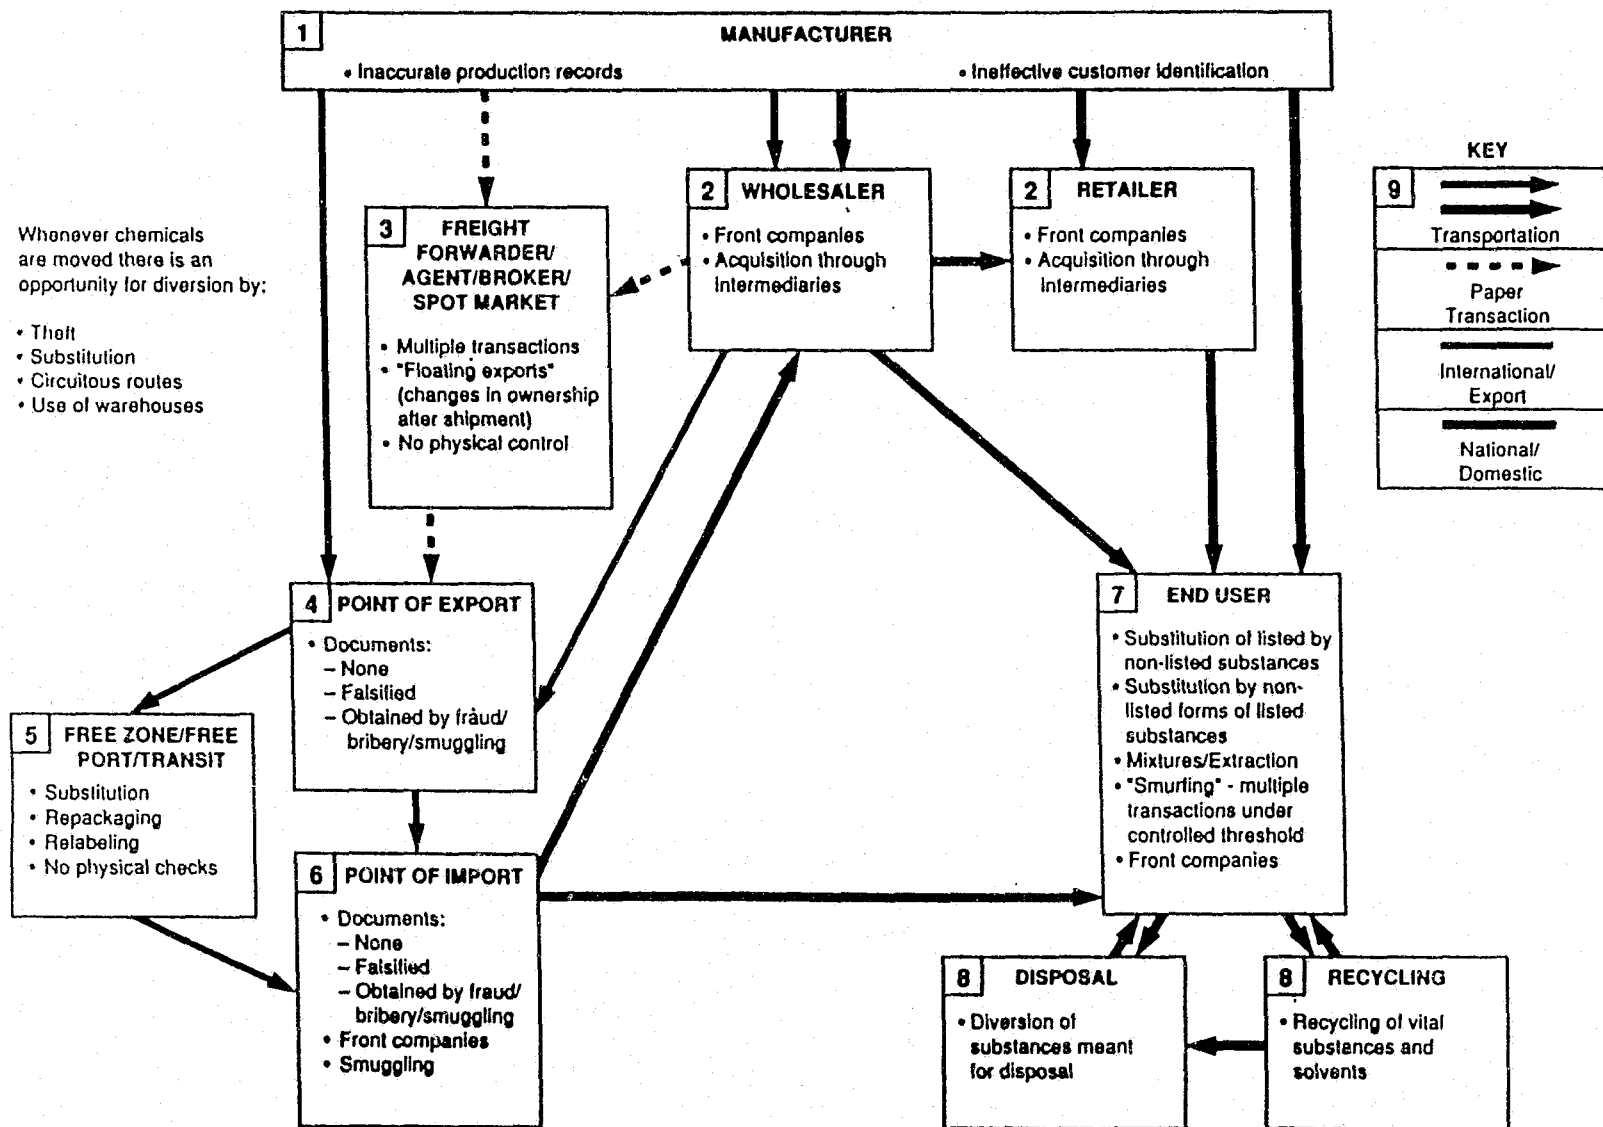 1
MANUFACTURER
• Inaccurate production records
• Ineffective customer identification
Whenever chemicals
are moved there is an
opportunity for diversion by:
• Theft
• Substitution
• Circuitous routes
• Use of warehouses
3
FREIGHT
FORWARDER/
AGENT/BROKER/
SPOT MARKET
• Multiple transactions
• "Floating exports"
(changes in ownership
after shipment)
• No physical control
2
WHOLESALER
• Front companies
• Acquisition through
Intermediaries
2
RETAILER
• Front companies
• Acquisition through
Intermediaries
KEY
9
Transportation
Paper
Transaction
International/
Export
National/
Domestic
4
POINT OF EXPORT
• Documents:
– None
– Falsified
– Obtained by fraud/
bribery/smuggling
5
FREE ZONE/FREE
PORT/TRANSIT
• Substitution
• Repackaging
• Relabeling
• No physical checks
6
POINT OF IMPORT
• Documents:
– None
– Falsified
– Obtained by fraud/
bribery/smuggling
• Front companies
• Smuggling
7
END USER
• Substitution of listed by
non-listed substances
• Substitution by non-
listed forms of listed
substances
• Mixtures/Extraction
• "Smurfing" - multiple
transactions under
controlled threshold
• Front companies
8
DISPOSAL
• Diversion of
substances meant
for disposal
8
RECYCLING
• Recycling of vital
substances and
solvents